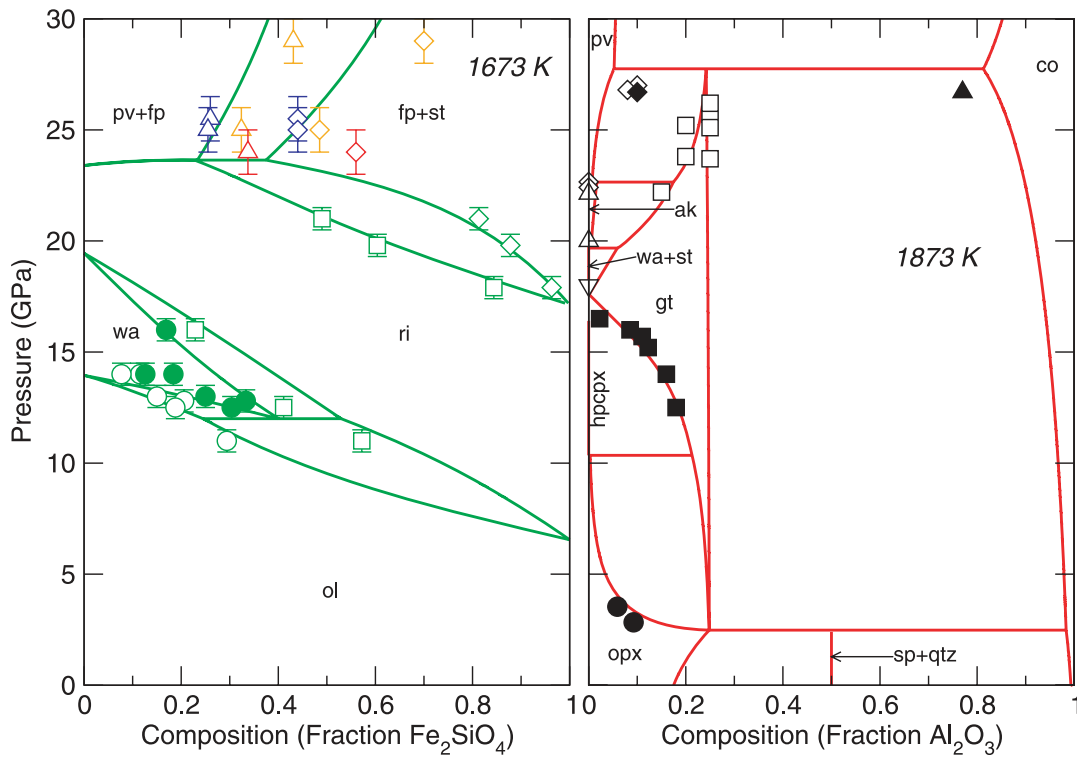 30
25
20
15
10
5
0
Pressure (GPa)
1673 K
pv+fp
fp+st
wa
ri
ol
0
0.2
0.4
0.6
0.8
1
Composition (Fraction Fe2SiO4)
pv
co
ak
wa+st
1873 K
gt
hpcpx
opx
sp+qtz
0
0.2
0.4
0.6
0.8
1
Composition (Fraction Al2O3)